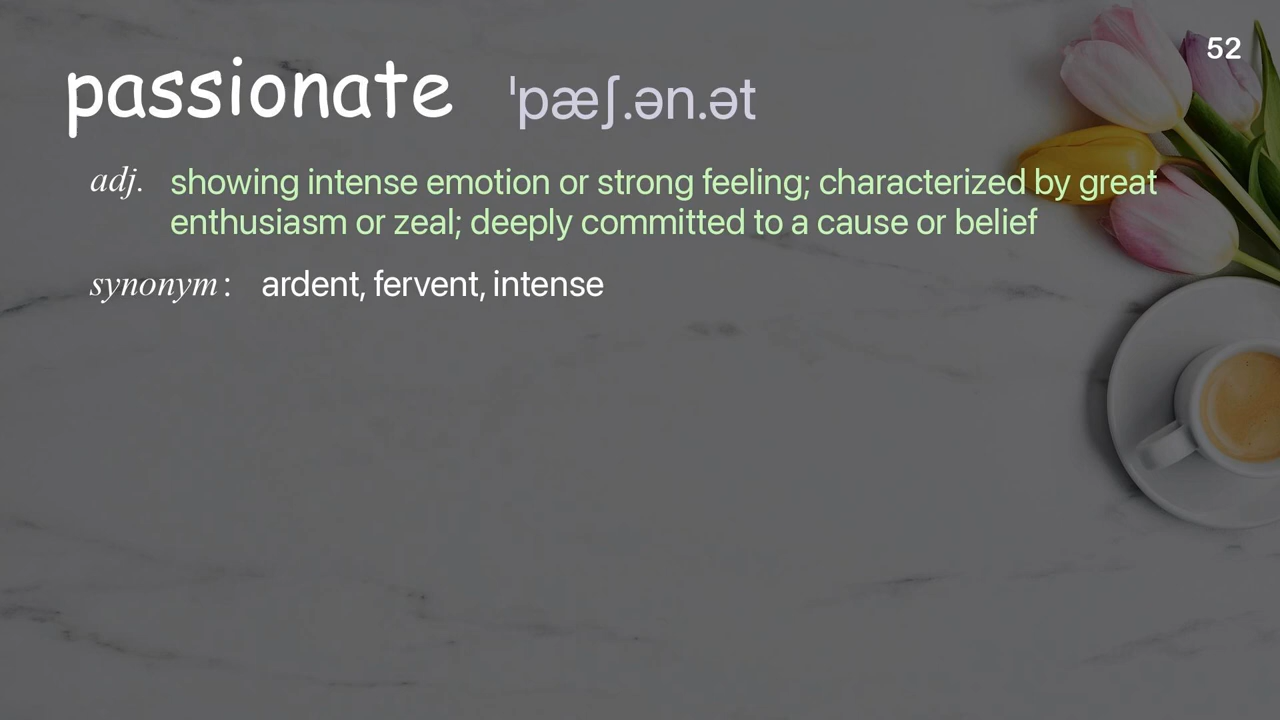 52
passionate ˈpæʃ.ən.ət
adj. showing intense emotion or strong feeling; characterized by great
enthusiasm or zeal; deeply committed to a cause or belief
synonym : ardent, fervent, intense